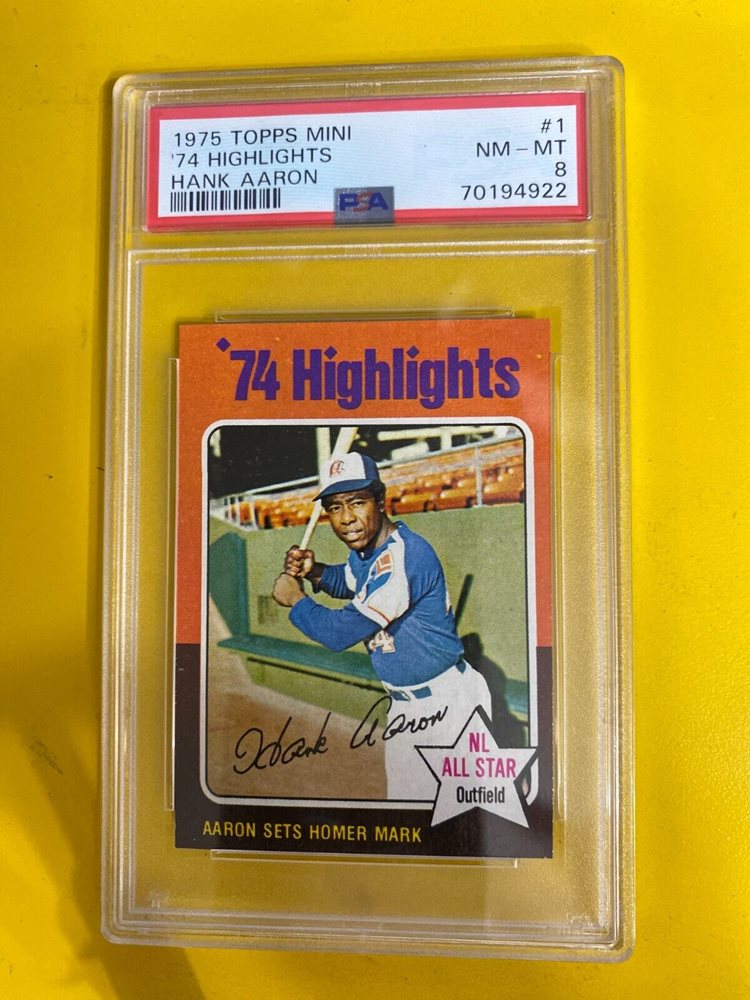 1975 TOPPS MINI #1
'74 HIGHLIGHTS NM – MT
HANK AARON 8
PSA 70194922
'74 Highlights
a
44
Hank Aaron
NL
ALL STAR
Outfield
AARON SETS HOMER MARK